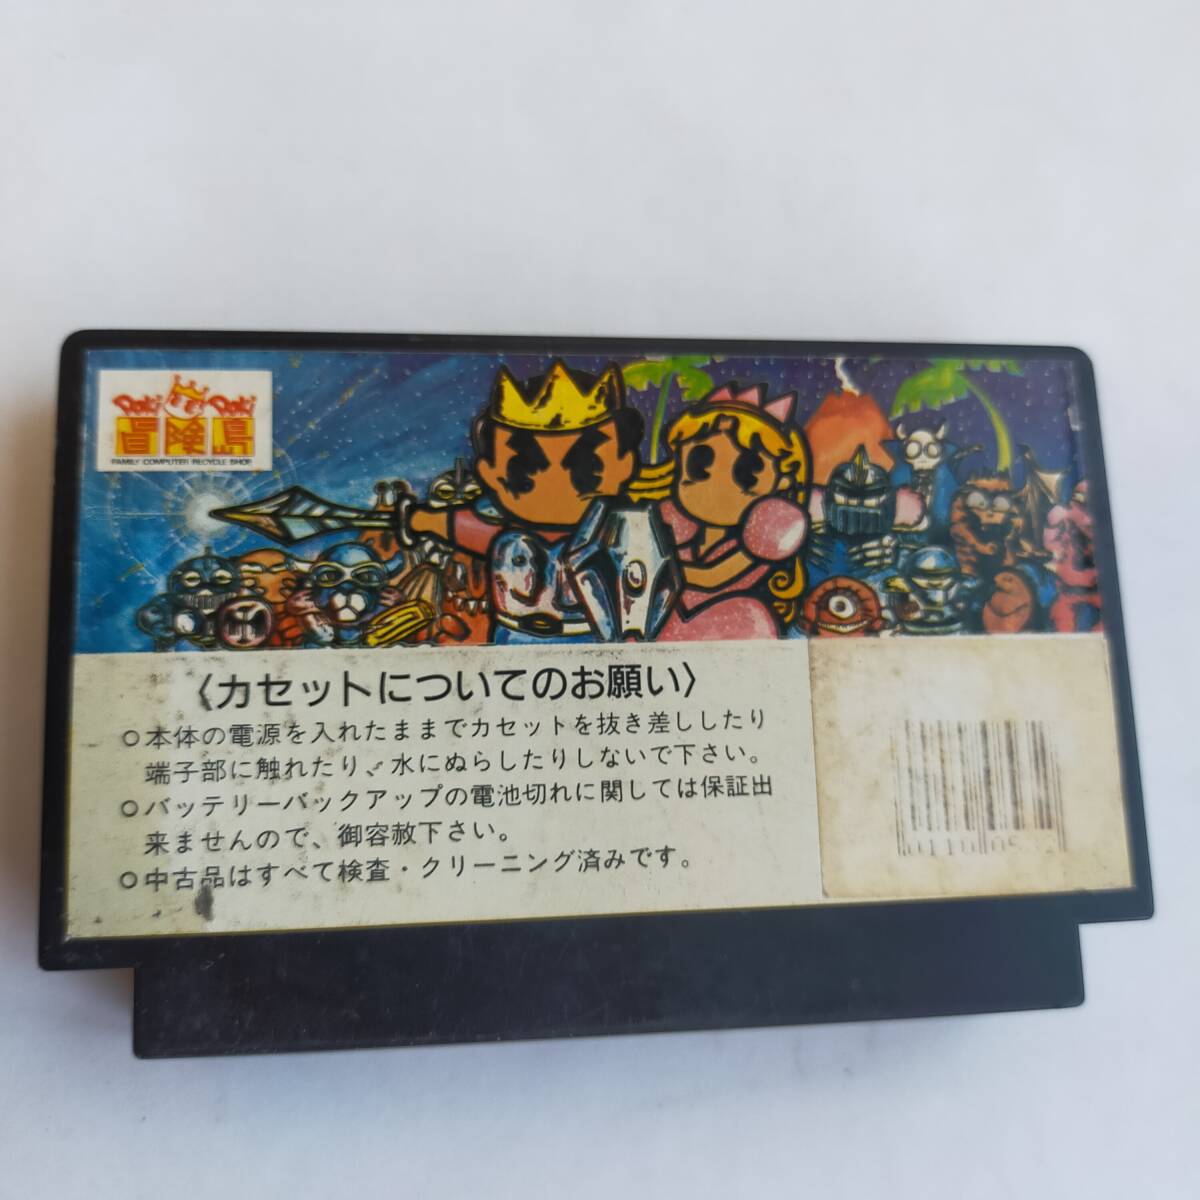 Doki Doki
冒険島
FAMILY COMPUTER RECYCLE SHOP
〈カセットについてのお願い〉
○本体の電源を入れたままでカセットを抜き差ししたり
端子部に触れたり、水にぬらしたりしないで下さい。
○バッテリーバックアップの電池切れに関しては保証出
来ませんので、御容赦下さい。
○中古品はすべて検査・クリーニング済みです。